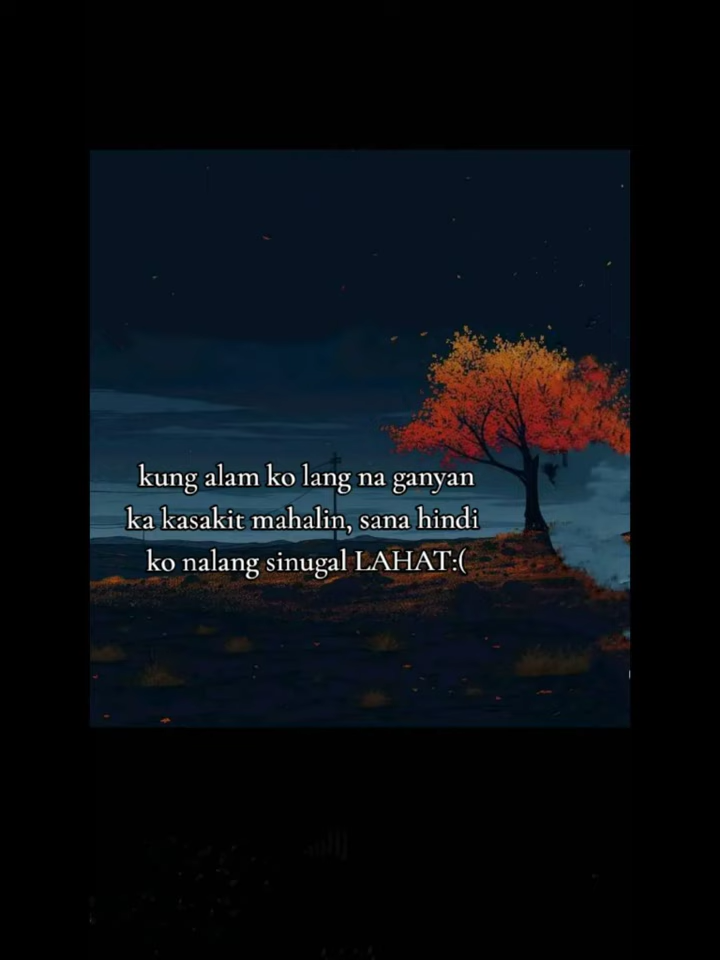 kung alam ko lang na ganyan
ka kasakit mahalin, sana hindi
ko nalang sinugal LAHAT:(